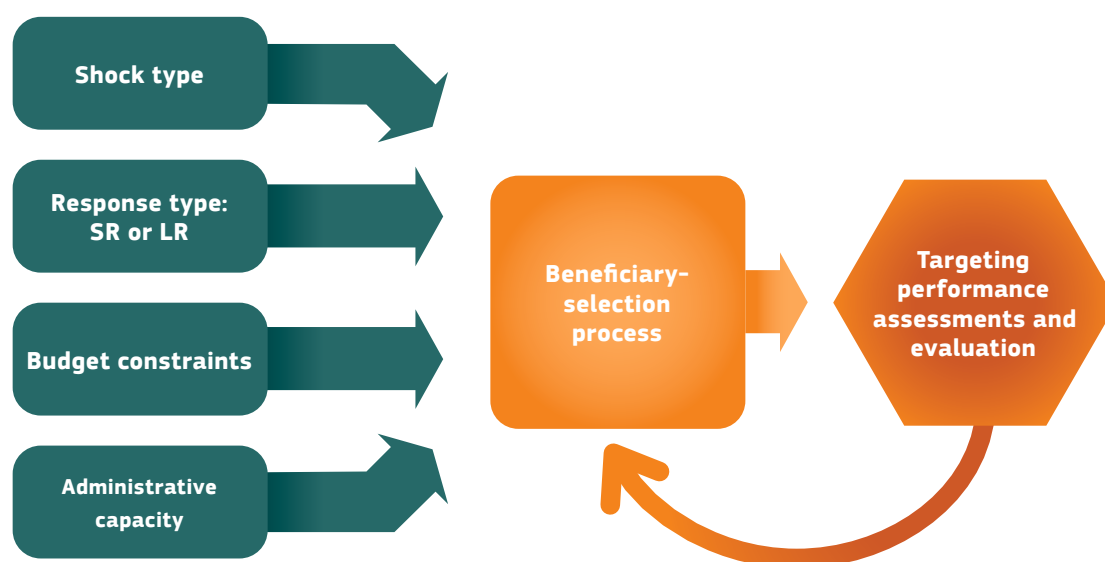 Shock type
Response type:
SR or LR
Budget constraints
Administrative
capacity
Beneficiary-
selection
process
Targeting
performance
assessments and
evaluation